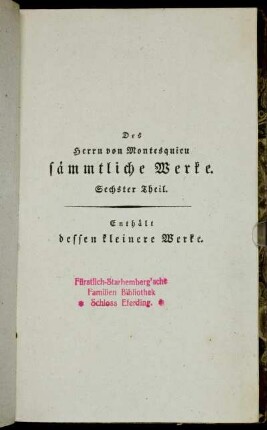 Des
Herrn von Montesquieu
sämmtliche Werke.
Sechster Theil.
Enthält
dessen kleinere Werke.
Fürstlich-Starhemberg'sche
Familien Bibliothek
Schloss Eferding.